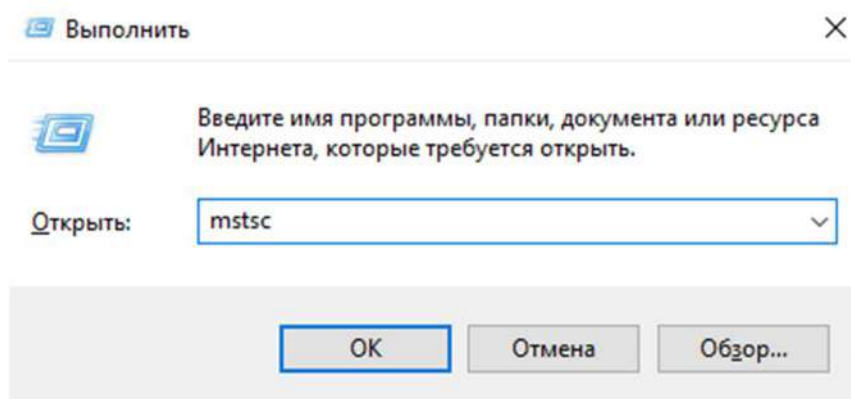 Выполнить
Введите имя программы, папки, документа или ресурса
Интернета, которые требуется открыть.
Открыть:
mstsc
OK
Отмена
Обзор...